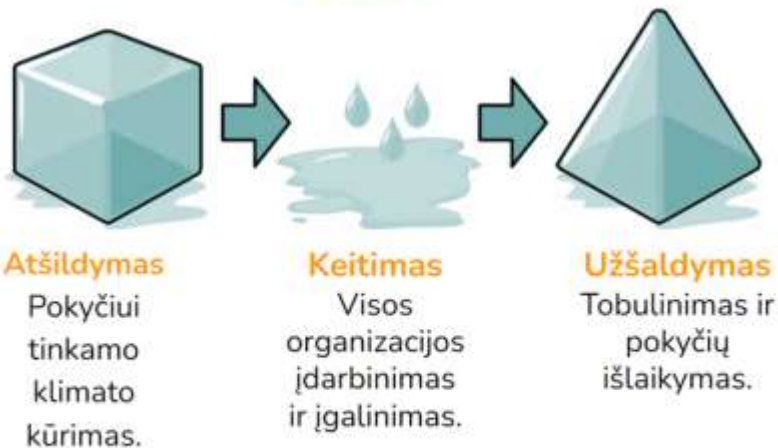 Atšildymas
Pokyčiui
tinkamo
klimato
kūrimas.
Keitimas
Visos
organizacijos
įdarbinimas
ir įgalinimas.
Užšaldymas
Tobulinimas ir
pokyčių
išlaikymas.